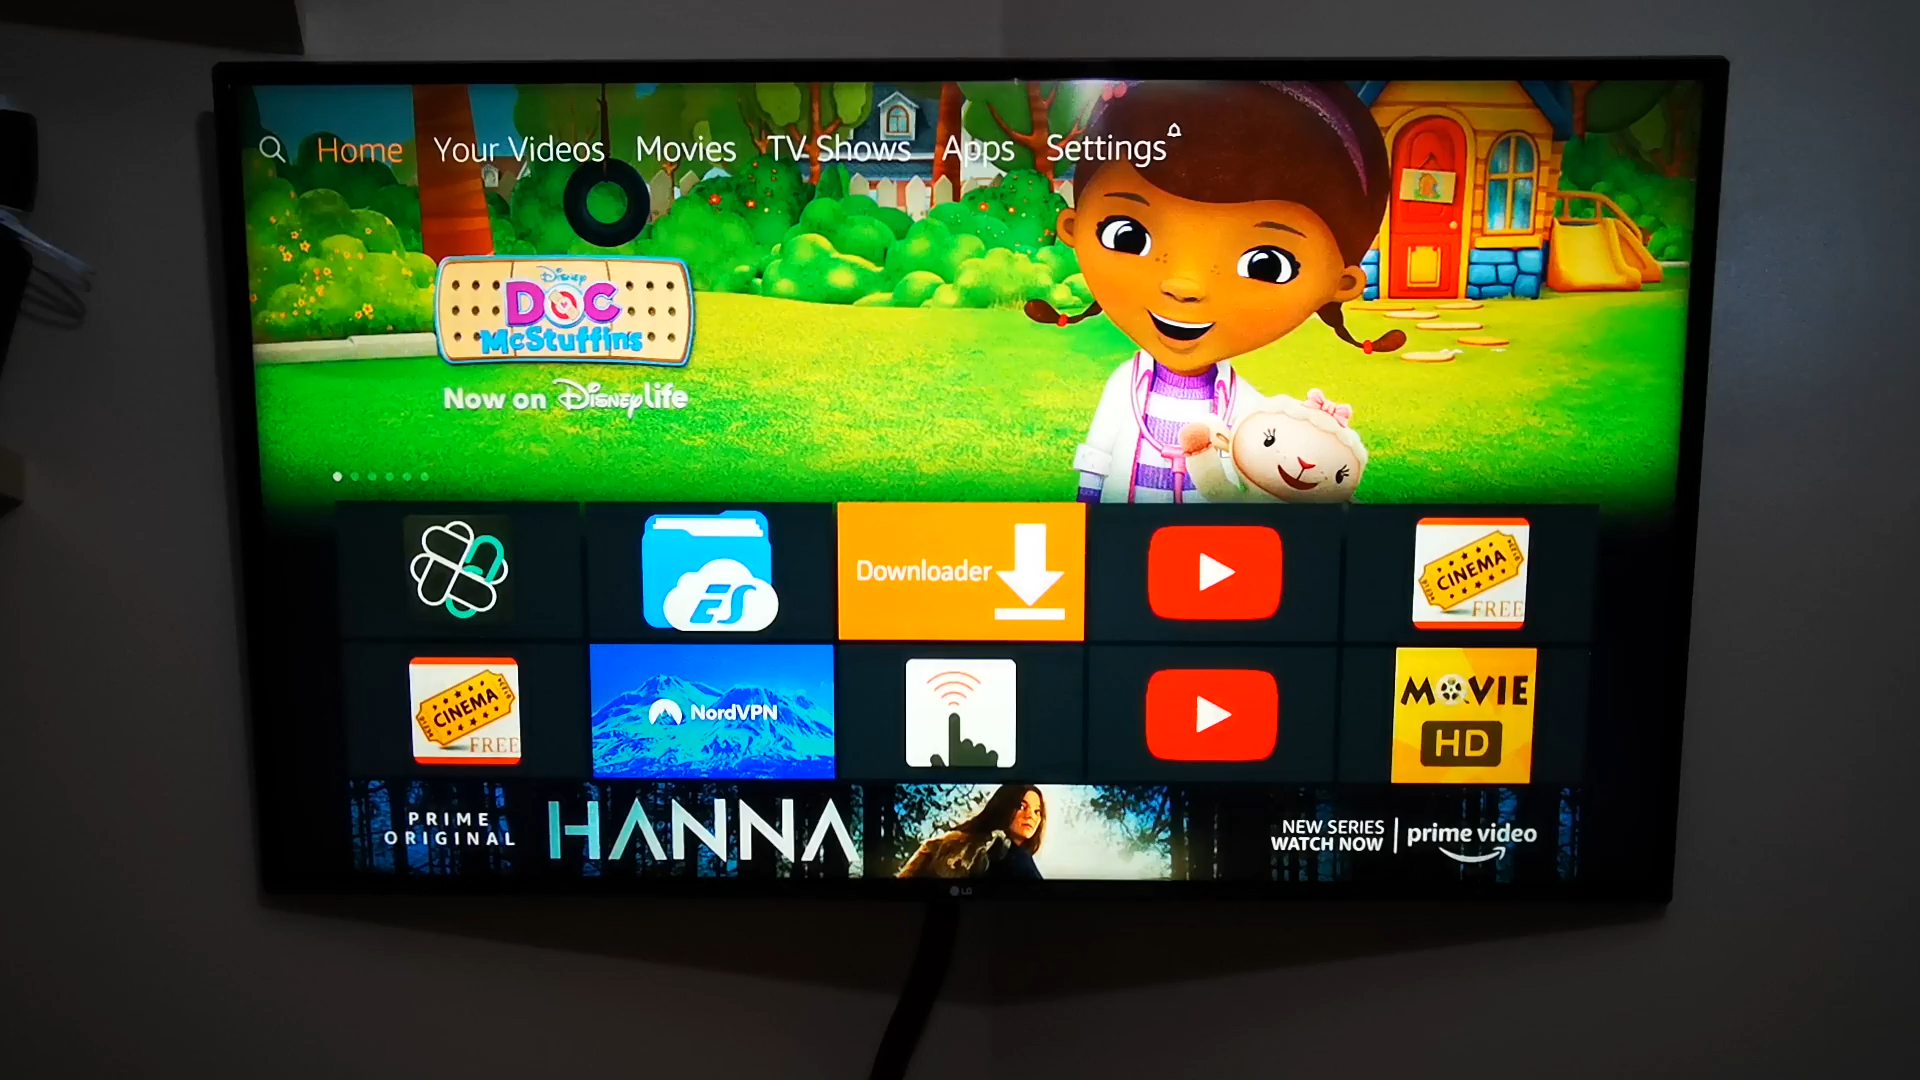 Home Your Videos Movies TV Shows Apps Settings
Disney
DOC
McStuffins
Now on Disneylife
ES
Downloader
CINEMA
FREE
CINEMA
FREE
NordVPN
MOVIE
HD
PRIME
ORIGINAL
HANNA
NEW SERIES
WATCH NOW
prime video
LG